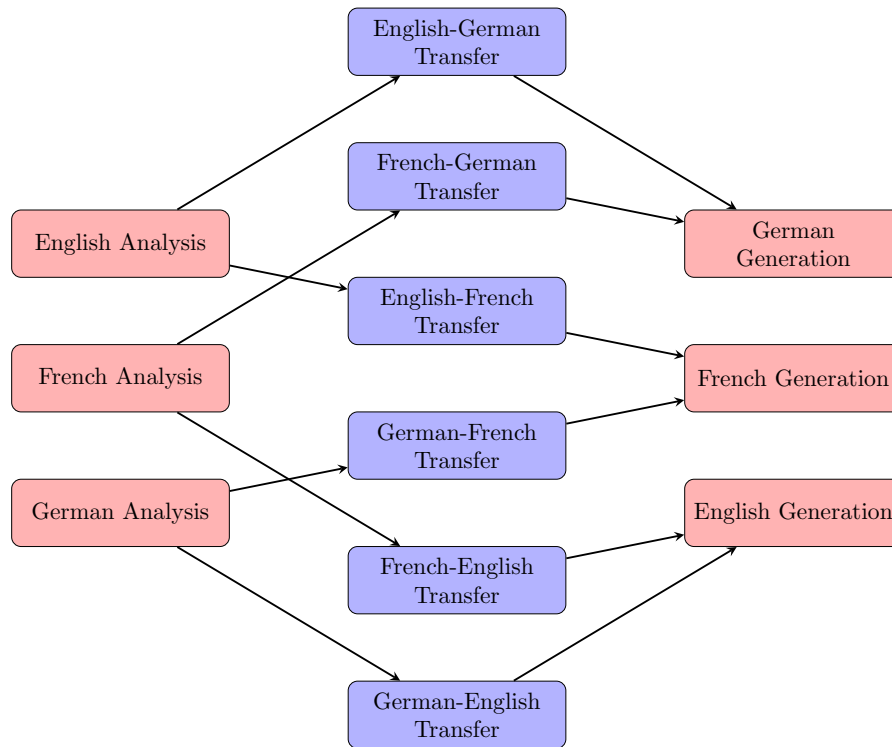 English-German
Transfer
French-German
Transfer
English Analysis
German
Generation
English-French
Transfer
French Analysis
French Generation
German-French
Transfer
German Analysis
English Generation
French-English
Transfer
German-English
Transfer